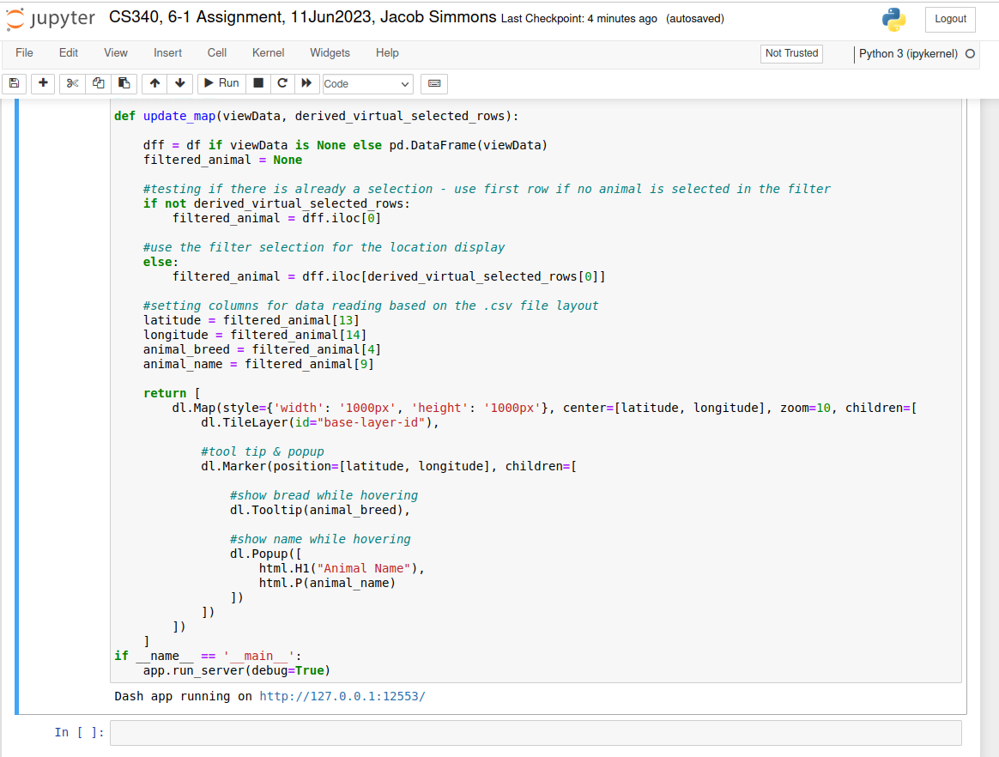 jupyter CS340, 6-1 Assignment, 11Jun2023, Jacob Simmons Last Checkpoint: 4 minutes ago (autosaved) Logout
File Edit View Insert Cell Kernel Widgets Help Not Trusted Python 3 (ipykernel)
Run Code
def update_map(viewData, derived_virtual_selected_rows):
dff = df if viewData is None else pd.DataFrame(viewData)
filtered_animal = None
#testing if there is already a selection - use first row if no animal is selected in the filter
if not derived_virtual_selected_rows:
filtered_animal = dff.iloc[0]
#use the filter selection for the location display
else:
filtered_animal = dff.iloc[derived_virtual_selected_rows[0]]
#setting columns for data reading based on the .csv file layout
latitude = filtered_animal[13]
longitude = filtered_animal[14]
animal_breed = filtered_animal[4]
animal_name = filtered_animal[9]
return [
dl.Map(style={'width': '1000px', 'height': '1000px'}, center=[latitude, longitude], zoom=10, children=[
dl.TileLayer(id="base-layer-id"),
#tool tip & popup
dl.Marker(position=[latitude, longitude], children=[
#show bread while hovering
dl.Tooltip(animal_breed),
#show name while hovering
dl.Popup([
html.H1("Animal Name"),
html.P(animal_name)
])
])
])
]
if __name__ == '__main__':
app.run_server(debug=True)
Dash app running on http://127.0.0.1:12553/
In [ ]: